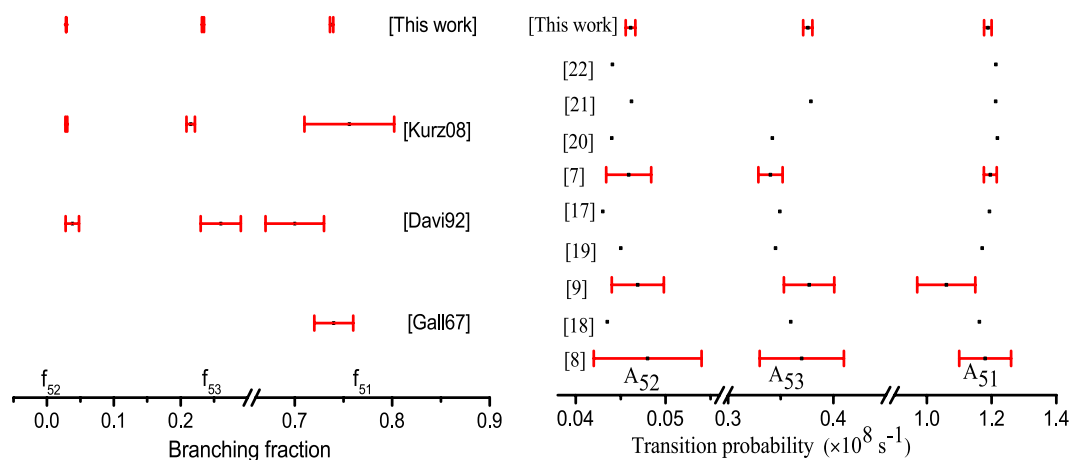 [This work]
[Kurz08]
[Davi92]
[Gall67]
f52 f53 f51
0.0 0.1 0.2 0.7 0.8 0.9
Branching fraction
[This work]
[22]
[21]
[20]
[7]
[17]
[19]
[9]
[18]
[8]
A52 A53 A51
0.04 0.05 0.3 0.4 1.0 1.2 1.4
Transition probability (×10^8 s^-1)